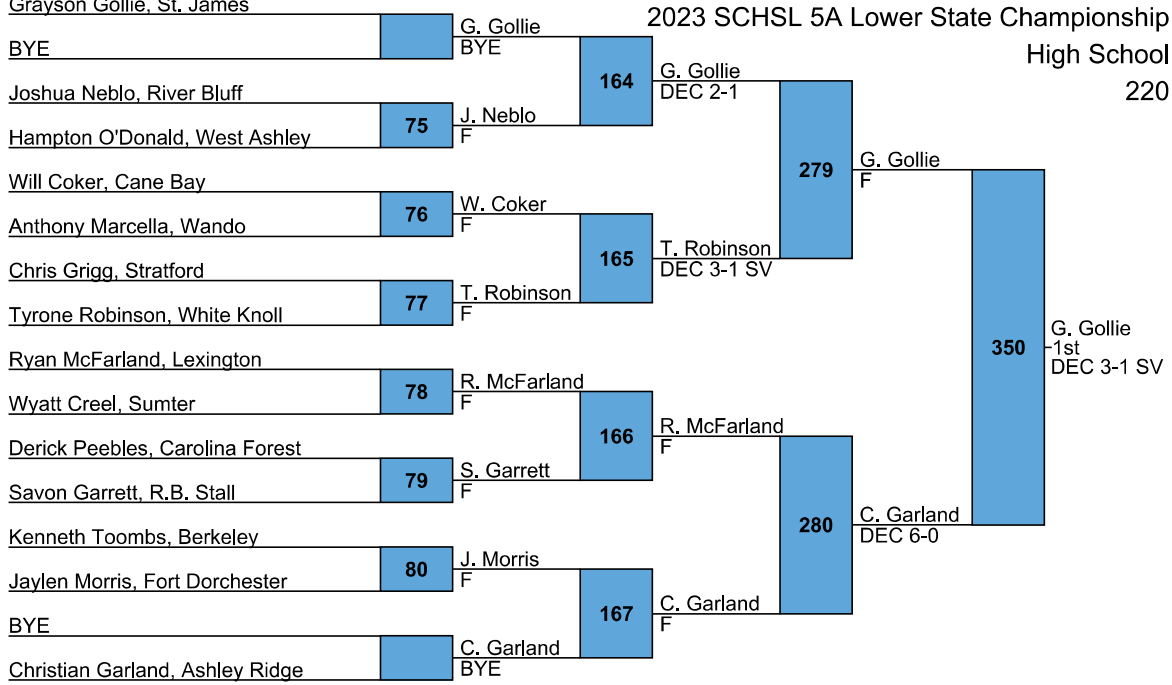 2023 SCHSL 5A Lower State Championship
High School
220
Grayson Gollie, St. James
BYE
Joshua Neblo, River Bluff
Hampton O'Donald, West Ashley
Will Coker, Cane Bay
Anthony Marcella, Wando
Chris Grigg, Stratford
Tyrone Robinson, White Knoll
Ryan McFarland, Lexington
Wyatt Creel, Sumter
Derick Peebles, Carolina Forest
Savon Garrett, R.B. Stall
Kenneth Toombs, Berkeley
Jaylen Morris, Fort Dorchester
BYE
Christian Garland, Ashley Ridge
75
76
77
78
79
80
G. Gollie
BYE
J. Neblo
F
W. Coker
F
T. Robinson
F
R. McFarland
F
S. Garrett
F
J. Morris
F
C. Garland
BYE
164
165
166
167
G. Gollie
DEC 2-1
T. Robinson
DEC 3-1 SV
R. McFarland
F
C. Garland
F
279
280
G. Gollie
F
C. Garland
DEC 6-0
350
G. Gollie
1st
DEC 3-1 SV